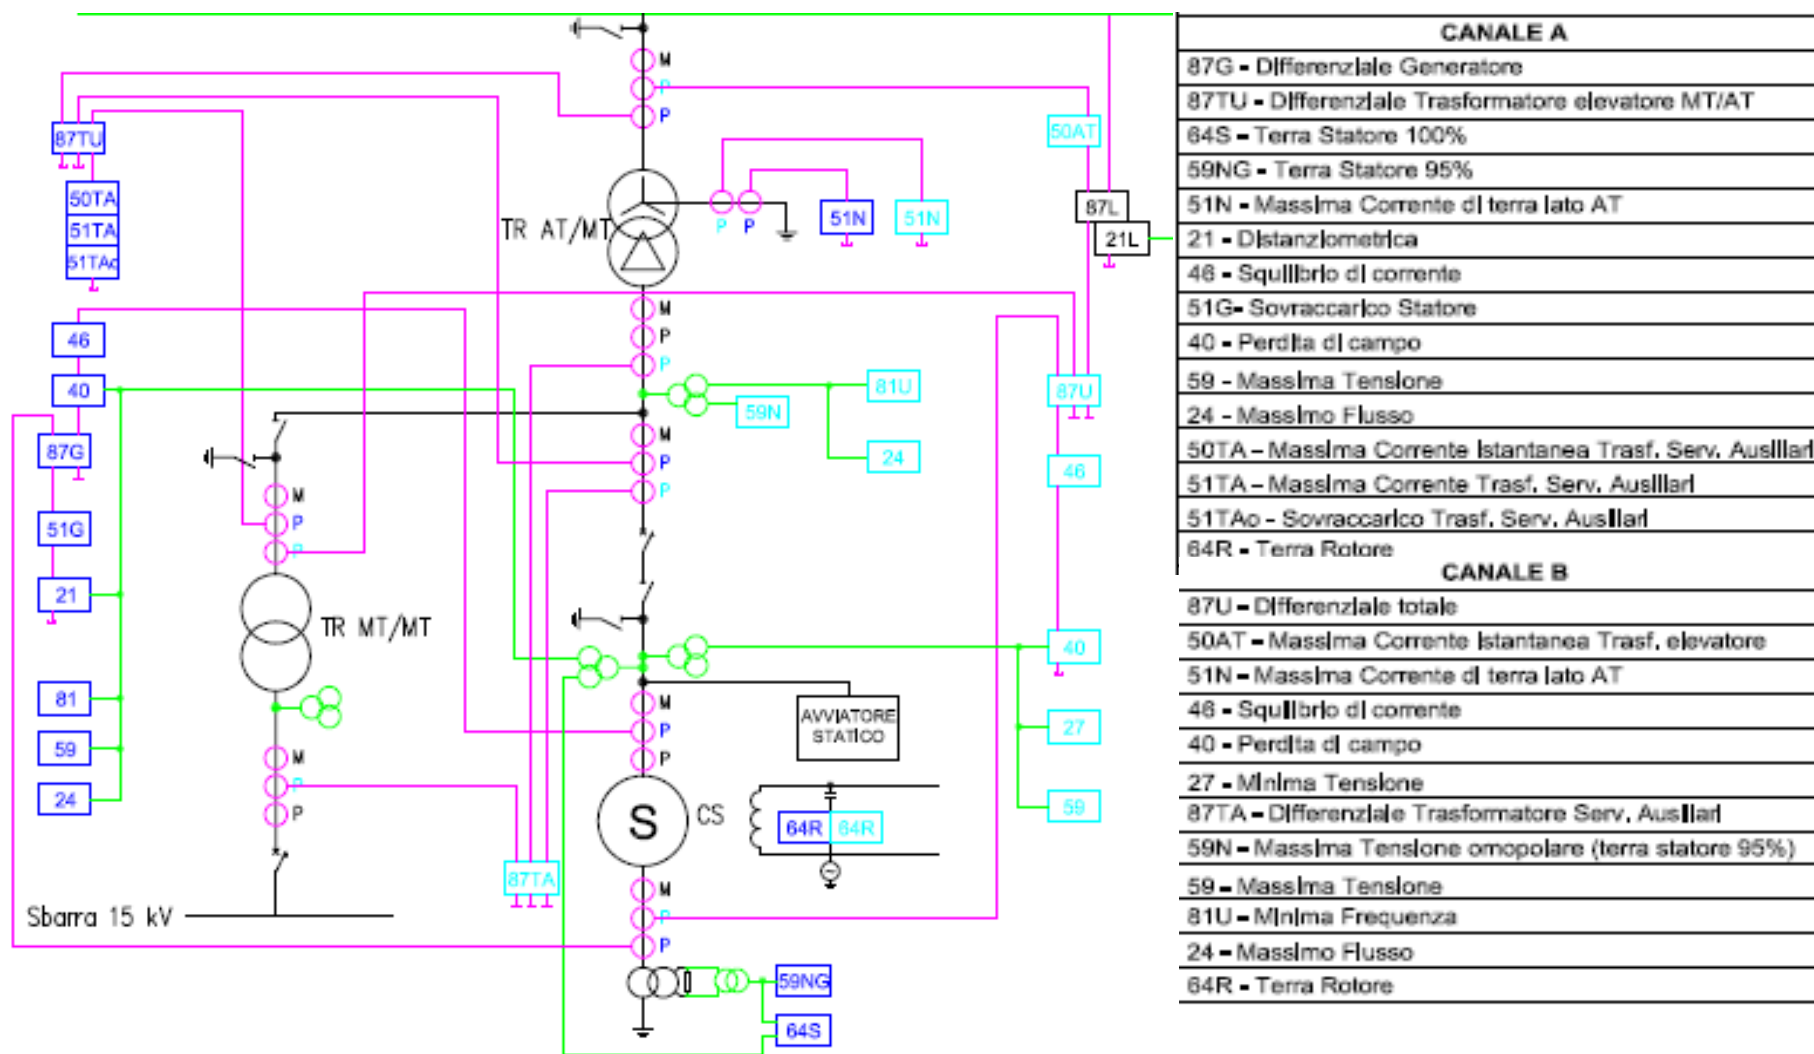 M
P
P
87TU
50TA
51TA
51TAo
TR AT/MT
P
P
51N
51N
50AT
87L
21L
M
P
P
46
40
87G
51G
21
81
59
24
81U
59N
24
87U
46
M
P
P
M
P
P
TR MT/MT
40
27
59
M
P
P
AVVIATORE
STATICO
M
P
P
S
CS
64R
64R
87TA
Sbarra 15 kV
M
P
P
59NG
64S
CANALE A
87G - Differenziale Generatore
87TU - Differenziale Trasformatore elevatore MT/AT
64S - Terra Statore 100%
59NG - Terra Statore 95%
51N - Massima Corrente di terra lato AT
21 - Distanziometrica
46 - Squilibrio di corrente
51G- Sovraccarico Statore
40 - Perdita di campo
59 - Massima Tensione
24 - Massimo Flusso
50TA - Massima Corrente Istantanea Trasf. Serv. Ausiliari
51TA - Massima Corrente Trasf. Serv. Ausiliari
51TAo - Sovraccarico Trasf. Serv. Ausiliari
64R - Terra Rotore
CANALE B
87U - Differenziale totale
50AT - Massima Corrente Istantanea Trasf. elevatore
51N - Massima Corrente di terra lato AT
46 - Squilibrio di corrente
40 - Perdita di campo
27 - Minima Tensione
87TA - Differenziale Trasformatore Serv. Ausiliari
59N - Massima Tensione omopolare (terra statore 95%)
59 - Massima Tensione
81U - Minima Frequenza
24 - Massimo Flusso
64R - Terra Rotore